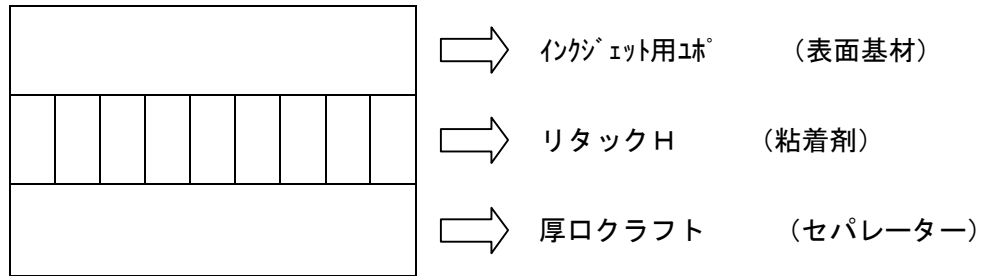 ｲﾝｸｼﾞｪｯﾄ用ﾕﾎﾟ （表面基材）
リタックＨ （粘着剤）
厚口クラフト （セパレーター）